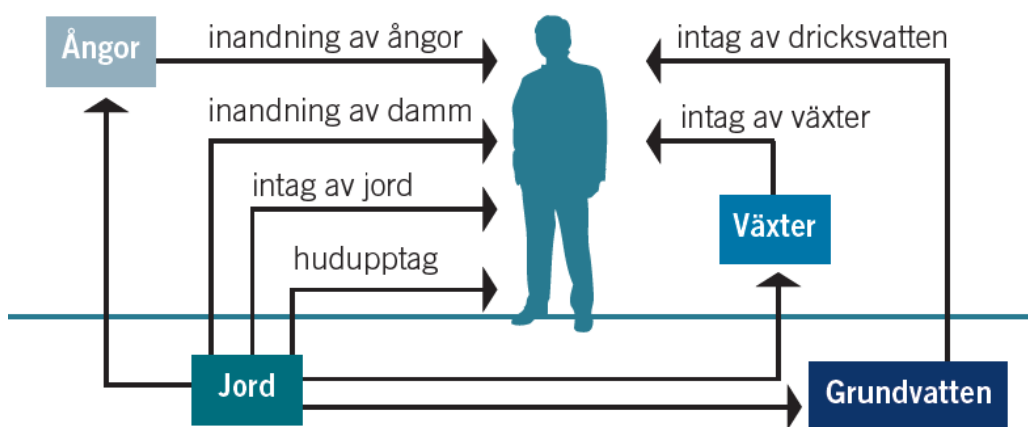 Ångor
inandning av ångor
intag av dricksvatten
inandning av damm
intag av växter
intag av jord
Växter
hudupptag
Jord
Grundvatten